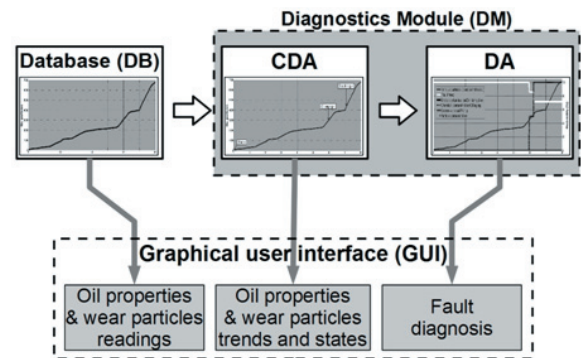 Diagnostics Module (DM)
Database (DB)
CDA
DA
Graphical user interface (GUI)
Oil properties
& wear particles
readings
Oil properties
& wear particles
trends and states
Fault
diagnosis